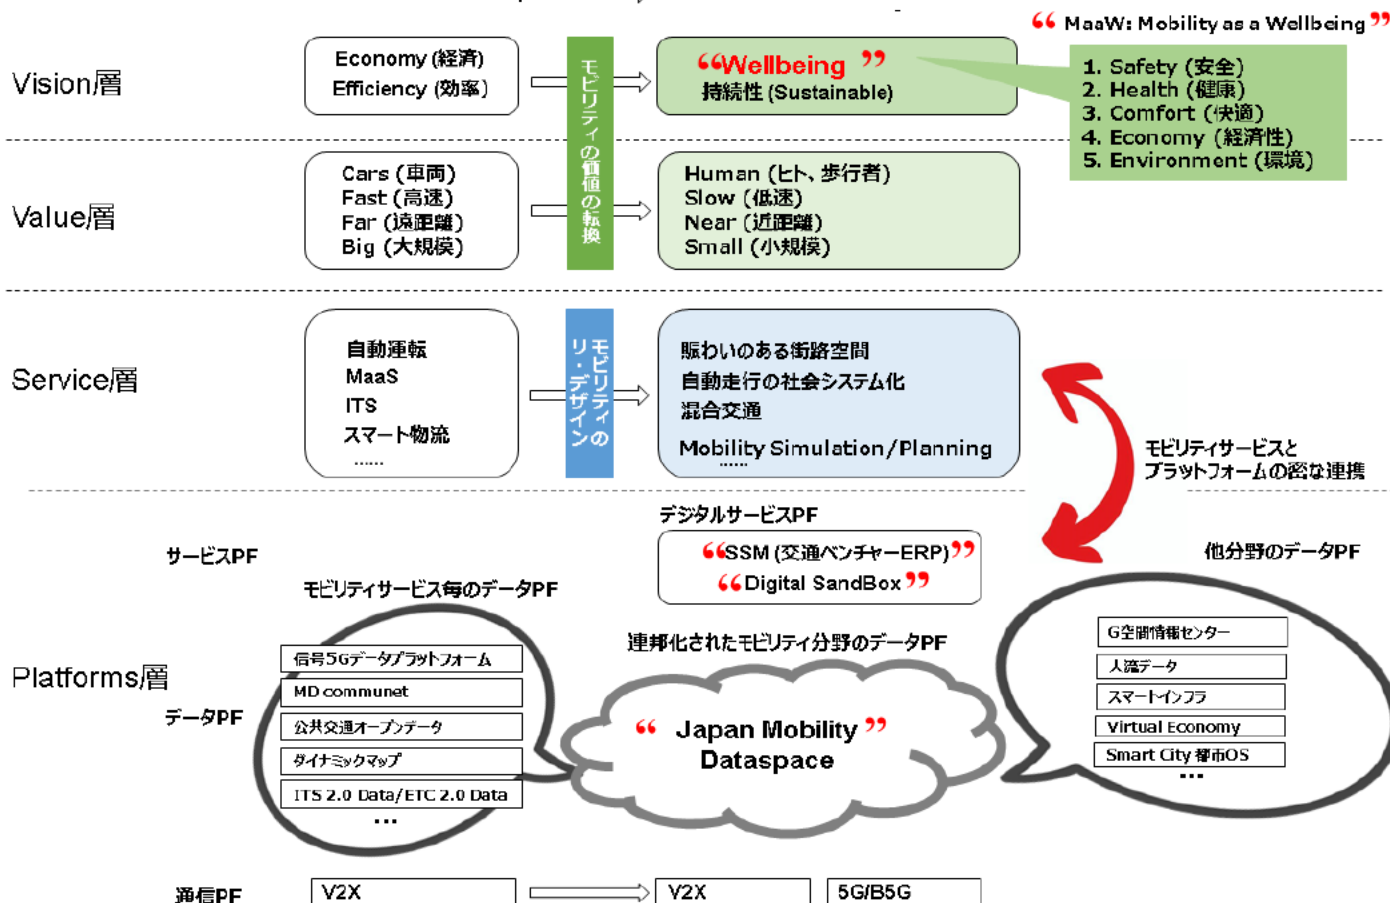 “ MaaW: Mobility as a Wellbeing ”
Vision層
Economy (経済)
Efficiency (効率)
モビリティの価値の転換
“Wellbeing ”
持続性 (Sustainable)
1. Safety (安全)
2. Health (健康)
3. Comfort (快適)
4. Economy (経済性)
5. Environment (環境)
Value層
Cars (車両)
Fast (高速)
Far (遠距離)
Big (大規模)
Human (ヒト、歩行者)
Slow (低速)
Near (近距離)
Small (小規模)
Service層
自動運転
MaaS
ITS
スマート物流
......
モビリティの
リ・デザイン
賑わいのある街路空間
自動走行の社会システム化
混合交通
Mobility Simulation/Planning
......
モビリティサービスと
プラットフォームの密な連携
Platforms層
サービスPF
デジタルサービスPF
“SSM (交通ベンチャーERP)”
“Digital SandBox”
他分野のデータPF
モビリティサービス毎のデータPF
連邦化されたモビリティ分野のデータPF
データPF
信号5Gデータプラットフォーム
MD communet
公共交通オープンデータ
ダイナミックマップ
ITS 2.0 Data/ETC 2.0 Data
...
“ Japan Mobility ”
Dataspace
G空間情報センター
人流データ
スマートインフラ
Virtual Economy
Smart City 都市OS
...
通信PF
V2X
V2X
5G/B5G